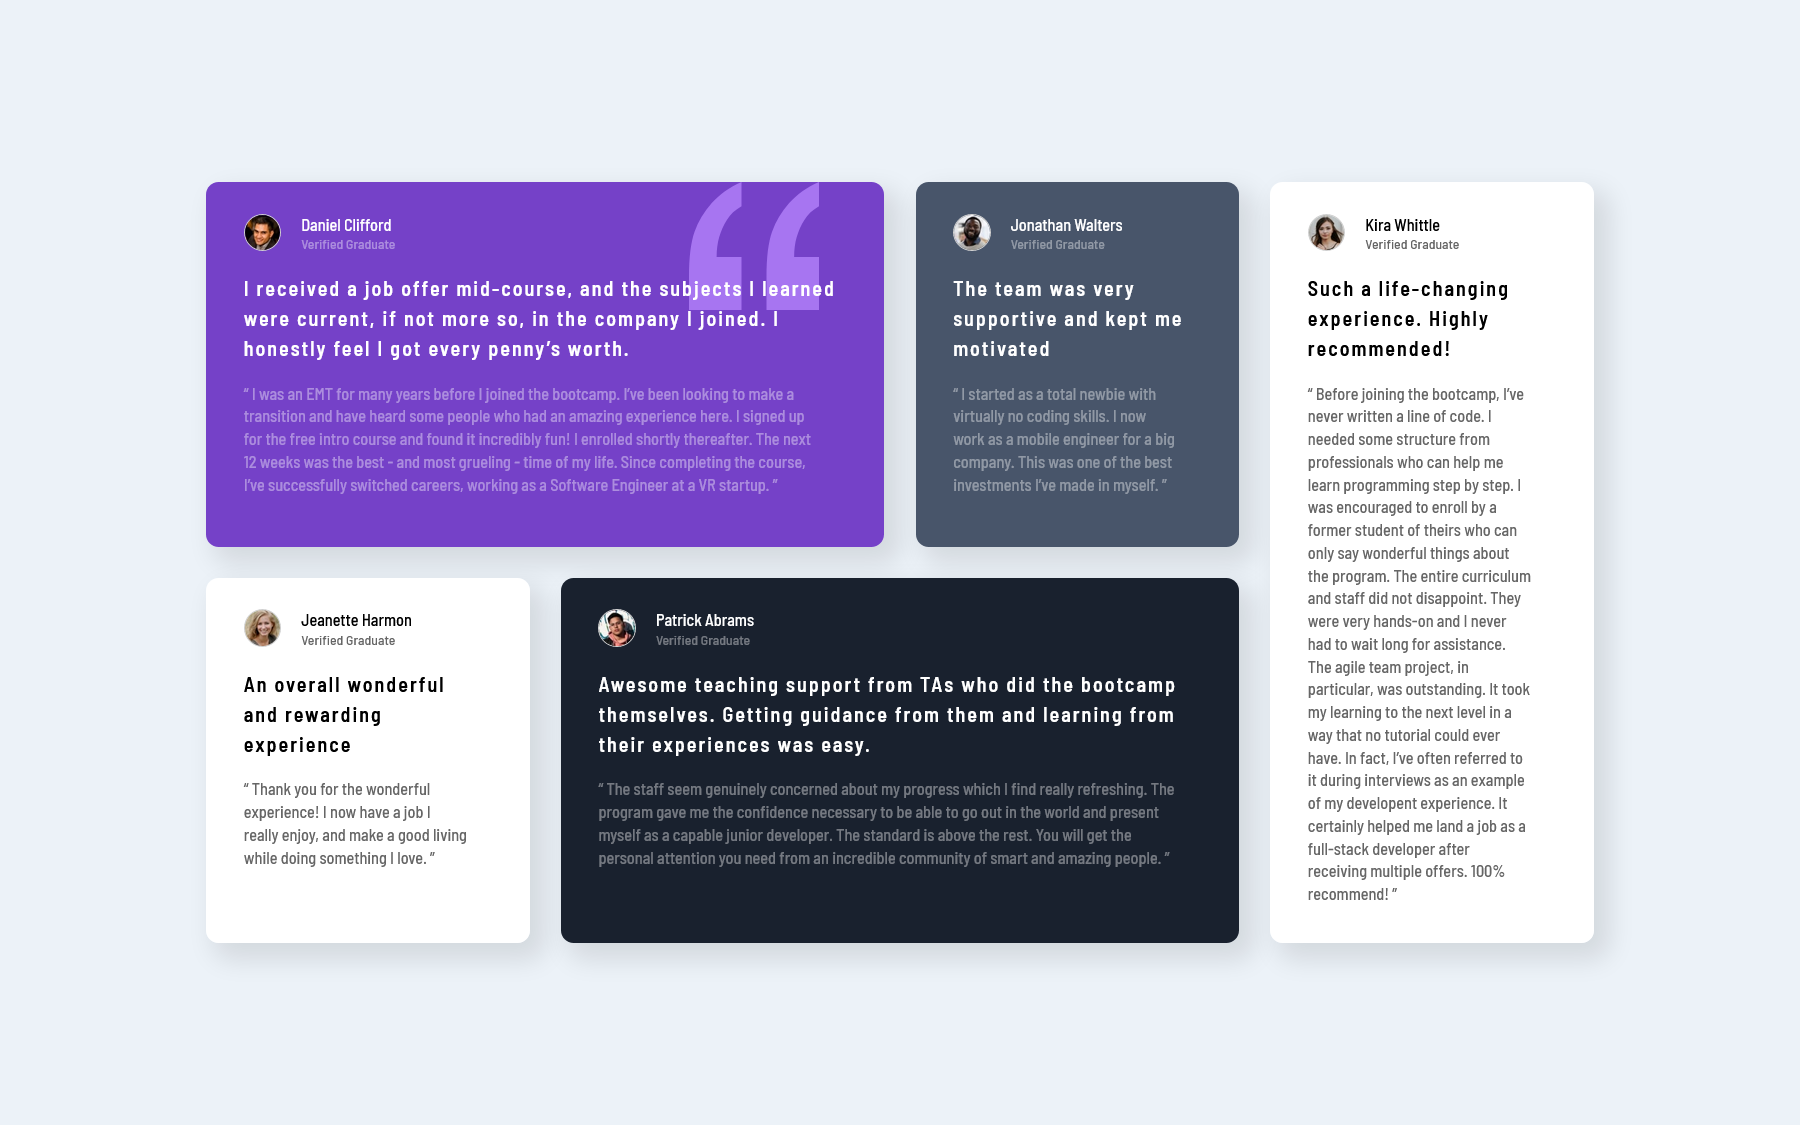 Daniel Clifford
Verified Graduate
I received a job offer mid-course, and the subjects I learned
were current, if not more so, in the company I joined. I
honestly feel I got every penny’s worth.
“ I was an EMT for many years before I joined the bootcamp. I’ve been looking to make a
transition and have heard some people who had an amazing experience here. I signed up
for the free intro course and found it incredibly fun! I enrolled shortly thereafter. The next
12 weeks was the best - and most grueling - time of my life. Since completing the course,
I’ve successfully switched careers, working as a Software Engineer at a VR startup. ”
Jonathan Walters
Verified Graduate
The team was very
supportive and kept me
motivated
“ I started as a total newbie with
virtually no coding skills. I now
work as a mobile engineer for a big
company. This was one of the best
investments I’ve made in myself. ”
Kira Whittle
Verified Graduate
Such a life-changing
experience. Highly
recommended!
“ Before joining the bootcamp, I’ve
never written a line of code. I
needed some structure from
professionals who can help me
learn programming step by step. I
was encouraged to enroll by a
former student of theirs who can
only say wonderful things about
the program. The entire curriculum
and staff did not disappoint. They
were very hands-on and I never
had to wait long for assistance.
The agile team project, in
particular, was outstanding. It took
my learning to the next level in a
way that no tutorial could ever
have. In fact, I’ve often referred to
it during interviews as an example
of my developent experience. It
certainly helped me land a job as a
full-stack developer after
receiving multiple offers. 100%
recommend! ”
Jeanette Harmon
Verified Graduate
An overall wonderful
and rewarding
experience
“ Thank you for the wonderful
experience! I now have a job I
really enjoy, and make a good living
while doing something I love. ”
Patrick Abrams
Verified Graduate
Awesome teaching support from TAs who did the bootcamp
themselves. Getting guidance from them and learning from
their experiences was easy.
“ The staff seem genuinely concerned about my progress which I find really refreshing. The
program gave me the confidence necessary to be able to go out in the world and present
myself as a capable junior developer. The standard is above the rest. You will get the
personal attention you need from an incredible community of smart and amazing people. ”